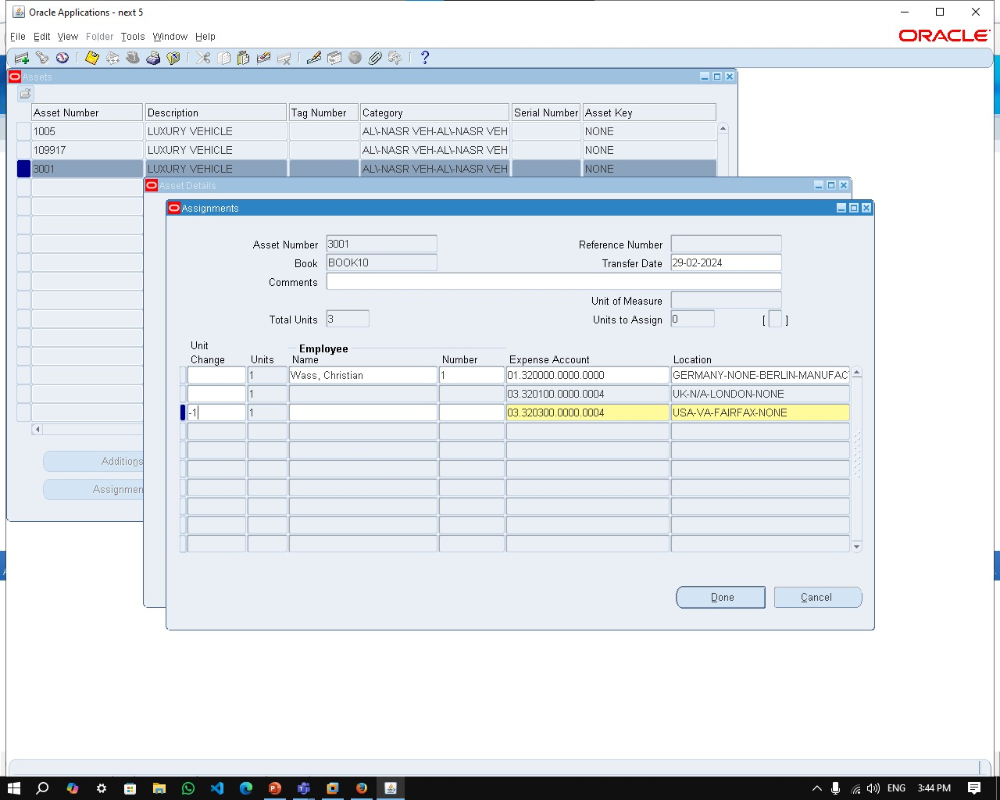 Oracle Applications - next 5
File Edit View Folder Tools Window Help
ORACLE
Assets
Asset Number Description Tag Number Category Serial Number Asset Key
1005 LUXURY VEHICLE AL\-NASR VEH-AL\-NASR VEH NONE
109917 LUXURY VEHICLE AL\-NASR VEH-AL\-NASR VEH NONE
3001 LUXURY VEHICLE AL\-NASR VEH-AL\-NASR VEH NONE
Asset Details
Assignments
Asset Number 3001 Reference Number
Book BOOK10 Transfer Date 29-02-2024
Comments
Unit of Measure
Total Units 3 Units to Assign 0 [ ]
Unit Change Units Employee Name Number Expense Account Location
1 Wass, Christian 1 01.320000.0000.0000 GERMANY-NONE-BERLIN-MANUFAC
1 03.320100.0000.0004 UK-N/A-LONDON-NONE
-1 1 03.320300.0000.0004 USA-VA-FAIRFAX-NONE
Additions
Assignmen
Done Cancel
ENG 3:44 PM